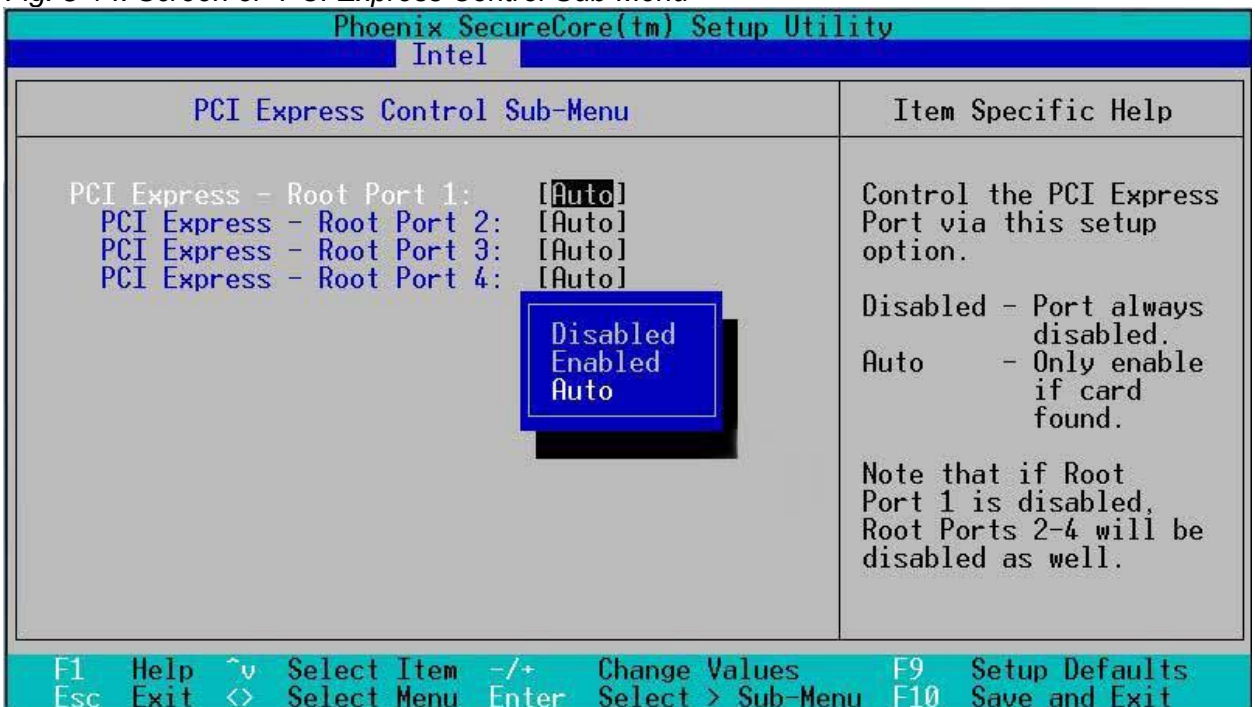 Phoenix SecureCore(tm) Setup Utility
Intel
PCI Express Control Sub-Menu
Item Specific Help
PCI Express - Root Port 1: [Auto]
PCI Express - Root Port 2: [Auto]
PCI Express - Root Port 3: [Auto]
PCI Express - Root Port 4: [Auto]
Disabled
Enabled
Auto
Control the PCI Express
Port via this setup
option.
Disabled - Port always
disabled.
Auto - Only enable
if card
found.
Note that if Root
Port 1 is disabled,
Root Ports 2-4 will be
disabled as well.
F1 Help ^v Select Item -/+ Change Values F9 Setup Defaults
Esc Exit <> Select Menu Enter Select > Sub-Menu F10 Save and Exit